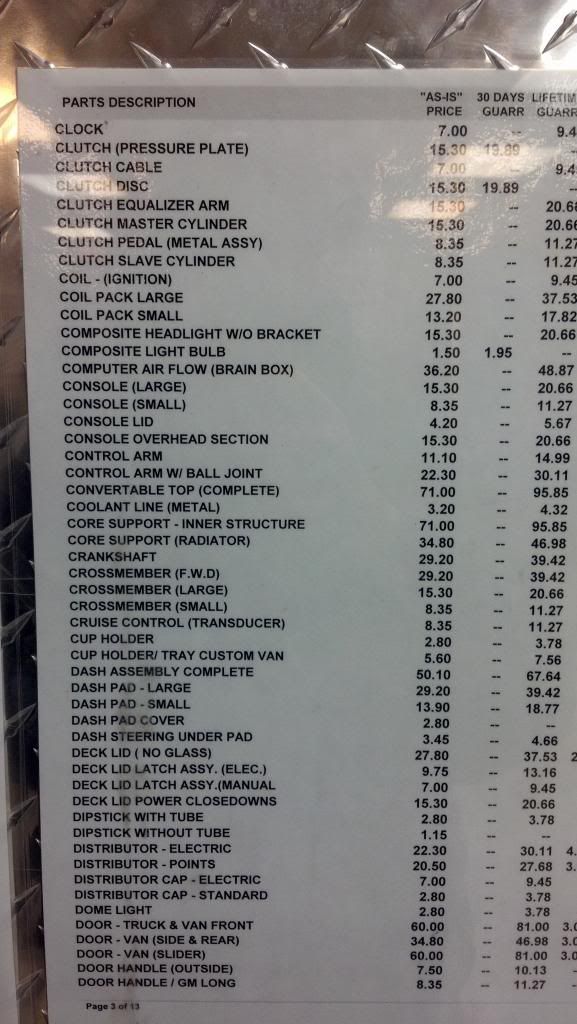 PARTS DESCRIPTION "AS-IS" PRICE 30 DAYS GUARR LIFETIM GUARR
CLOCK 7.00 -- 9.4
CLUTCH (PRESSURE PLATE) 15.30 19.89 --
CLUTCH CABLE 7.00 -- 9.4
CLUTCH DISC 15.30 19.89 --
CLUTCH EQUALIZER ARM 15.30 -- 20.66
CLUTCH MASTER CYLINDER 15.30 -- 20.66
CLUTCH PEDAL (METAL ASSY) 8.35 -- 11.27
CLUTCH SLAVE CYLINDER 8.35 -- 11.27
COIL - (IGNITION) 7.00 -- 9.45
COIL PACK LARGE 27.80 -- 37.53
COIL PACK SMALL 13.20 -- 17.82
COMPOSITE HEADLIGHT W/O BRACKET 15.30 -- 20.66
COMPOSITE LIGHT BULB 1.50 1.95 --
COMPUTER AIR FLOW (BRAIN BOX) 36.20 -- 48.87
CONSOLE (LARGE) 15.30 -- 20.66
CONSOLE (SMALL) 8.35 -- 11.27
CONSOLE LID 4.20 -- 5.67
CONSOLE OVERHEAD SECTION 15.30 -- 20.66
CONTROL ARM 11.10 -- 14.99
CONTROL ARM W/ BALL JOINT 22.30 -- 30.11
CONVERTABLE TOP (COMPLETE) 71.00 -- 95.85
COOLANT LINE (METAL) 3.20 -- 4.32
CORE SUPPORT - INNER STRUCTURE 71.00 -- 95.85
CORE SUPPORT (RADIATOR) 34.80 -- 46.98
CRANKSHAFT 29.20 -- 39.42
CROSSMEMBER (F.W.D) 29.20 -- 39.42
CROSSMEMBER (LARGE) 15.30 -- 20.66
CROSSMEMBER (SMALL) 8.35 -- 11.27
CRUISE CONTROL (TRANSDUCER) 8.35 -- 11.27
CUP HOLDER 2.80 -- 3.78
CUP HOLDER/ TRAY CUSTOM VAN 5.60 -- 7.56
DASH ASSEMBLY COMPLETE 50.10 -- 67.64
DASH PAD - LARGE 29.20 -- 39.42
DASH PAD - SMALL 13.90 -- 18.77
DASH PAD COVER 2.80 -- --
DASH STEERING UNDER PAD 3.45 -- 4.66
DECK LID ( NO GLASS) 27.80 -- 37.53 2
DECK LID LATCH ASSY. (ELEC.) 9.75 -- 13.16
DECK LID LATCH ASSY.(MANUAL 7.00 -- 9.45
DECK LID POWER CLOSEDOWNS 15.30 -- 20.66
DIPSTICK WITH TUBE 2.80 -- 3.78
DIPSTICK WITHOUT TUBE 1.15 -- --
DISTRIBUTOR - ELECTRIC 22.30 -- 30.11 4.
DISTRIBUTOR - POINTS 20.50 -- 27.68 3.
DISTRIBUTOR CAP - ELECTRIC 7.00 -- 9.45
DISTRIBUTOR CAP - STANDARD 2.80 -- 3.78
DOME LIGHT 2.80 -- 3.78
DOOR - TRUCK & VAN FRONT 60.00 -- 81.00 3.0
DOOR - VAN (SIDE & REAR) 34.80 -- 46.98 3.0
DOOR - VAN (SLIDER) 60.00 -- 81.00 3.0
DOOR HANDLE (OUTSIDE) 7.50 -- 10.13 -
DOOR HANDLE / GM LONG 8.35 -- 11.27 -
Page 3 of 13